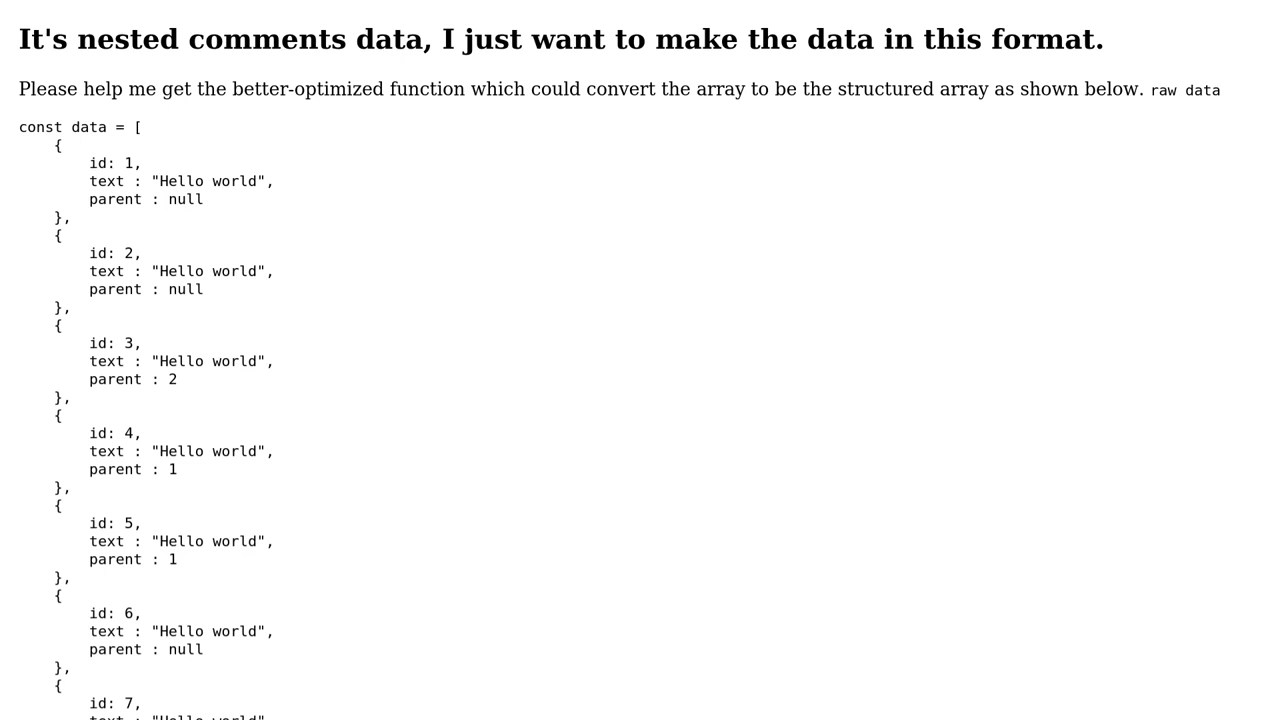 It's nested comments data, I just want to make the data in this format.
Please help me get the better-optimized function which could convert the array to be the structured array as shown below. raw data
const data = [
    {
        id: 1,
        text : "Hello world",
        parent : null
    },
    {
        id: 2,
        text : "Hello world",
        parent : null
    },
    {
        id: 3,
        text : "Hello world",
        parent : 2
    },
    {
        id: 4,
        text : "Hello world",
        parent : 1
    },
    {
        id: 5,
        text : "Hello world",
        parent : 1
    },
    {
        id: 6,
        text : "Hello world",
        parent : null
    },
    {
        id: 7,
        text : "Hello world"